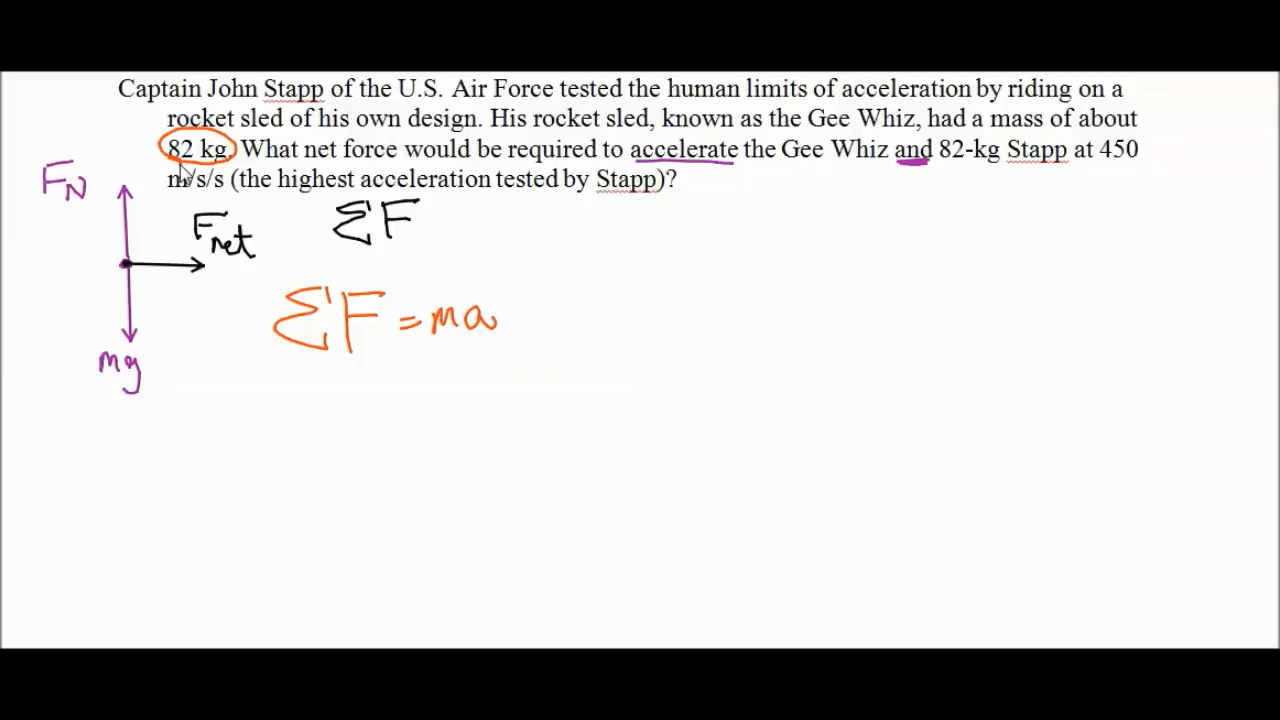 Captain John Stapp of the U.S. Air Force tested the human limits of acceleration by riding on a
rocket sled of his own design. His rocket sled, known as the Gee Whiz, had a mass of about
82 kg. What net force would be required to accelerate the Gee Whiz and 82-kg Stapp at 450
m/s/s (the highest acceleration tested by Stapp)?
FN
Fnet
ΣF
ΣF = ma
mg